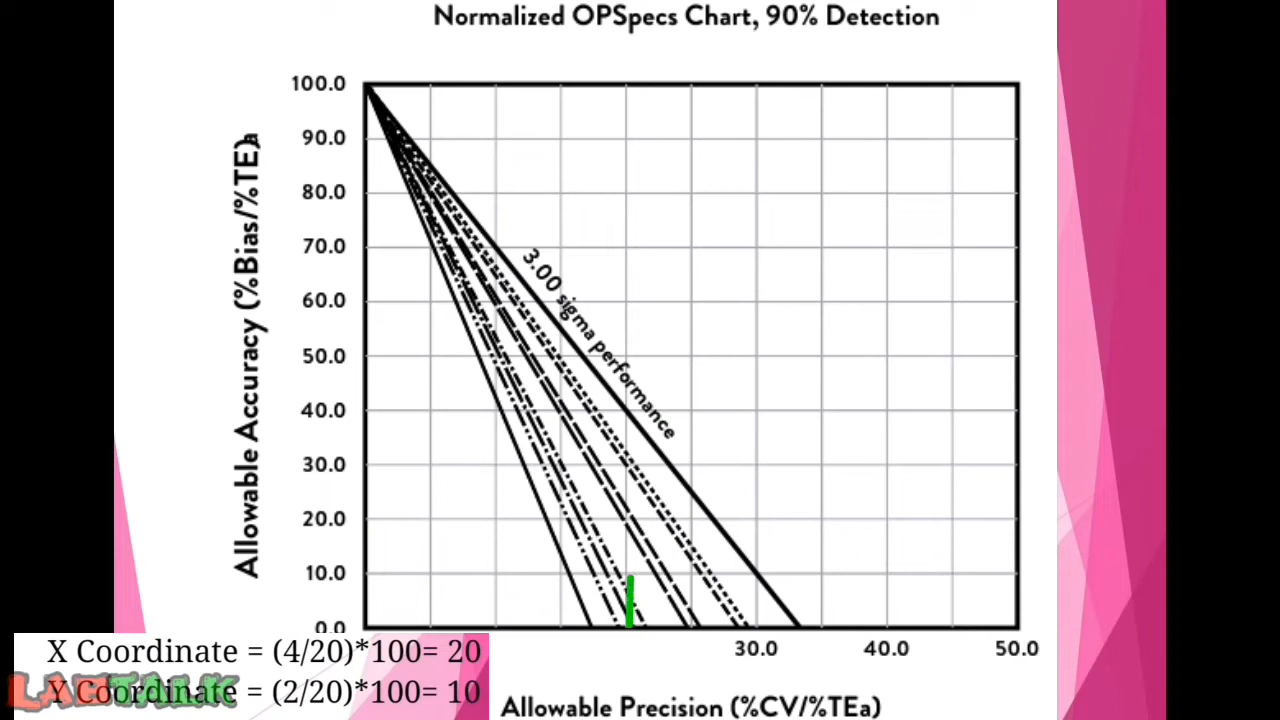 Normalized OPSpecs Chart, 90% Detection
100.0
90.0
80.0
70.0
60.0
50.0
40.0
30.0
20.0
10.0
0.0
Allowable Accuracy (%Bias/%TEa)
3.00 sigma performance
30.0 40.0 50.0
X Coordinate = (4/20)*100= 20
Y Coordinate = (2/20)*100= 10
LABTALK
Allowable Precision (%CV/%TEa)